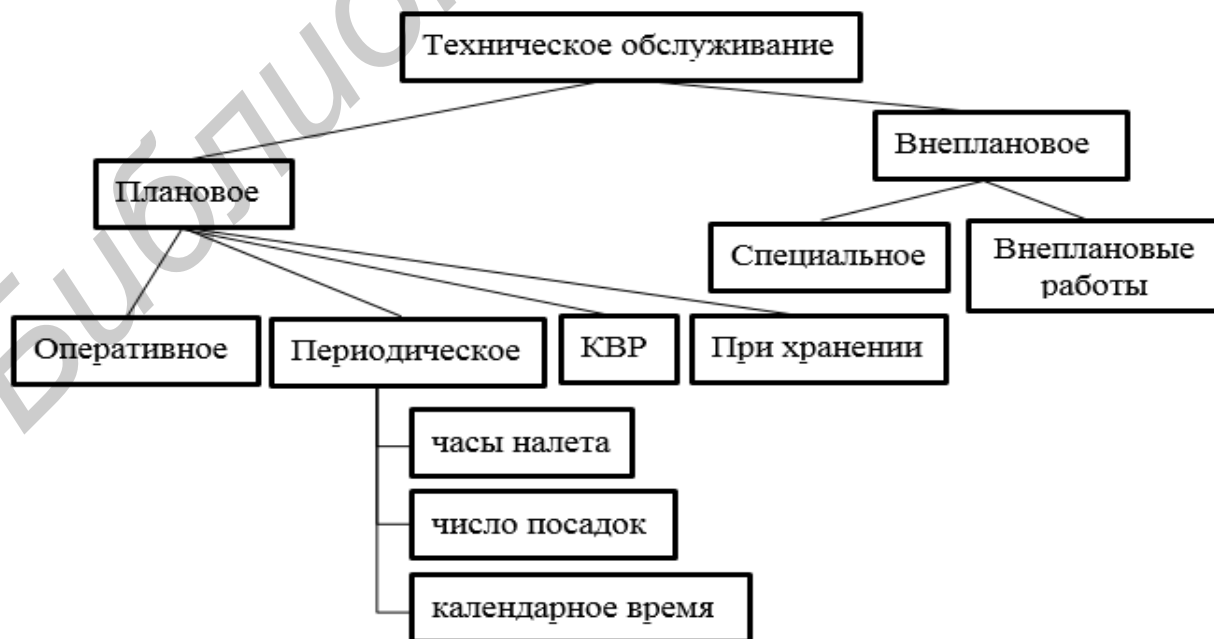 Техническое обслуживание
Внеплановое
Плановое
Специальное
Внеплановые
работы
Оперативное
Периодическое
КВР
При хранении
часы налета
число посадок
календарное время